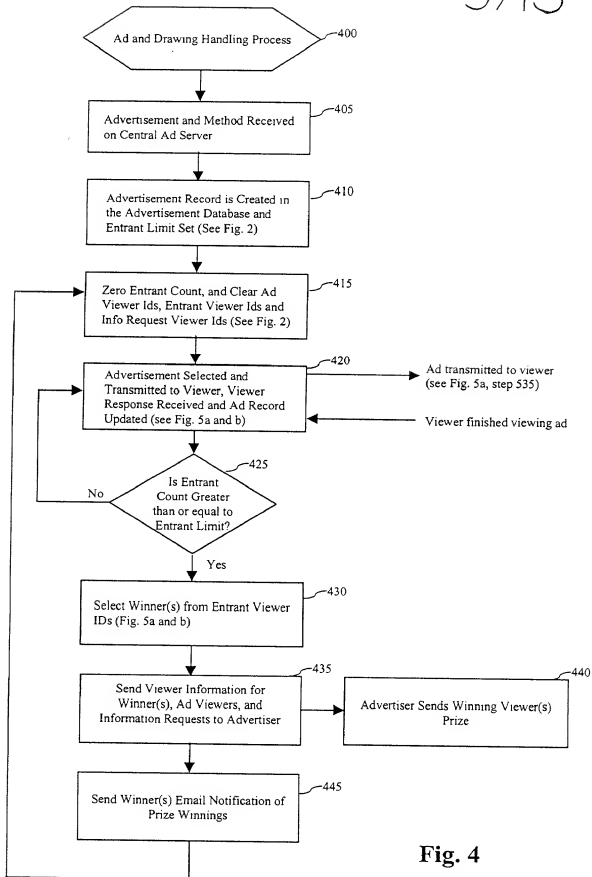 Ad and Drawing Handling Process
400
Advertisement and Method Received
on Central Ad Server
405
Advertisement Record is Created in
the Advertisement Database and
Entrant Limit Set (See Fig. 2)
410
Zero Entrant Count, and Clear Ad
Viewer Ids, Entrant Viewer Ids and
Info Request Viewer Ids (See Fig. 2)
415
420
Advertisement Selected and
Transmitted to Viewer, Viewer
Response Received and Ad Record
Updated (see Fig. 5a and b)
Ad transmitted to viewer
(see Fig. 5a, step 535)
Viewer finished viewing ad
425
Is Entrant
Count Greater
than or equal to
Entrant Limit?
No
Yes
Select Winner(s) from Entrant Viewer
IDs (Fig. 5a and b)
430
435
Send Viewer Information for
Winner(s), Ad Viewers, and
Information Requests to Advertiser
440
Advertiser Sends Winning Viewer(s)
Prize
Send Winner(s) Email Notification of
Prize Winnings
445
Fig. 4